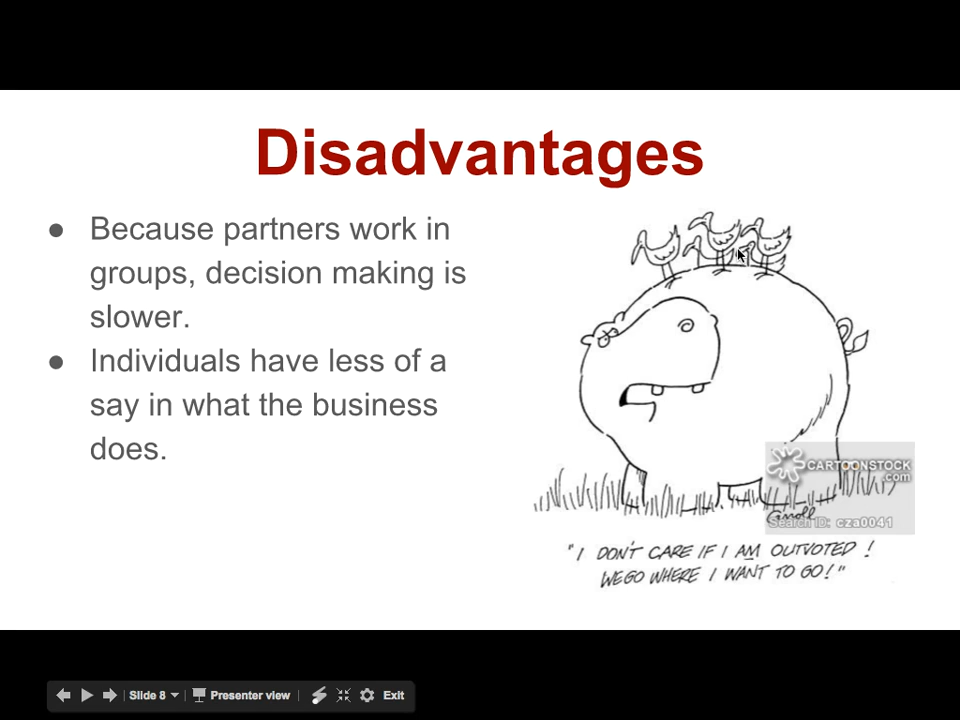 Disadvantages
● Because partners work in
groups, decision making is
slower.
● Individuals have less of a
say in what the business
does.
CARTOONSTOCK
.com
Search ID: cza0041
"I DON'T CARE IF I AM OUTVOTED!
WE GO WHERE I WANT TO GO!"
Slide 8
Presenter view
Exit